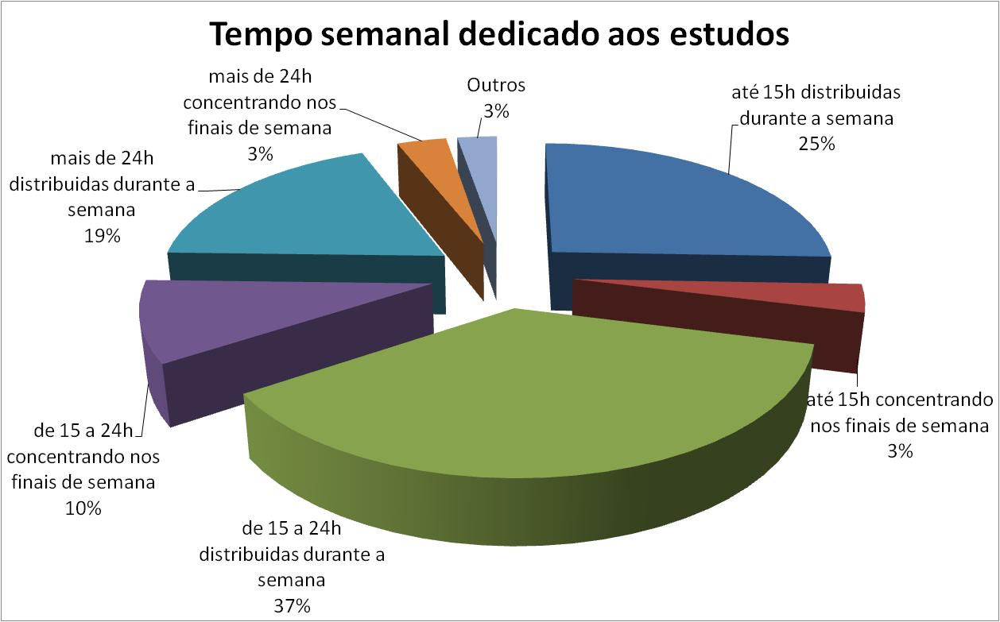 Tempo semanal dedicado aos estudos
mais de 24h
concentrando nos
finais de semana
3%
Outros
3%
até 15h distribuidas
durante a semana
25%
mais de 24h
distribuidas durante a
semana
19%
até 15h concentrando
nos finais de semana
3%
de 15 a 24h
concentrando nos
finais de semana
10%
de 15 a 24h
distribuidas durante a
semana
37%